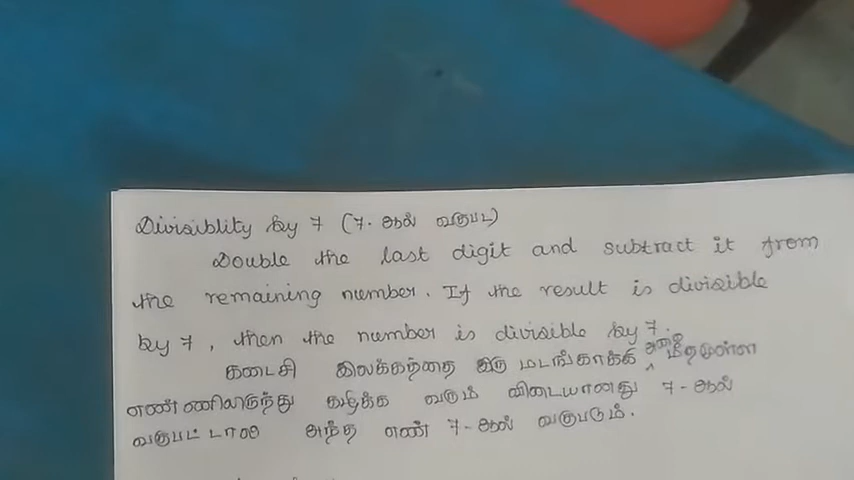 Divisiblity by 7 (7-ஆல் வகுபட)
Double the last digit and subtract it from
the remaining number. If the result is divisible
by 7, then the number is divisible by 7.
கடைசி இலக்கத்தை இரு மடங்காக்கி அதை மீதமுள்ள
எண்ணிலிருந்து கழிக்க வரும் விடையானது 7-ஆல்
வகுபட்டால் அந்த எண் 7-ஆல் வகுபடும்.